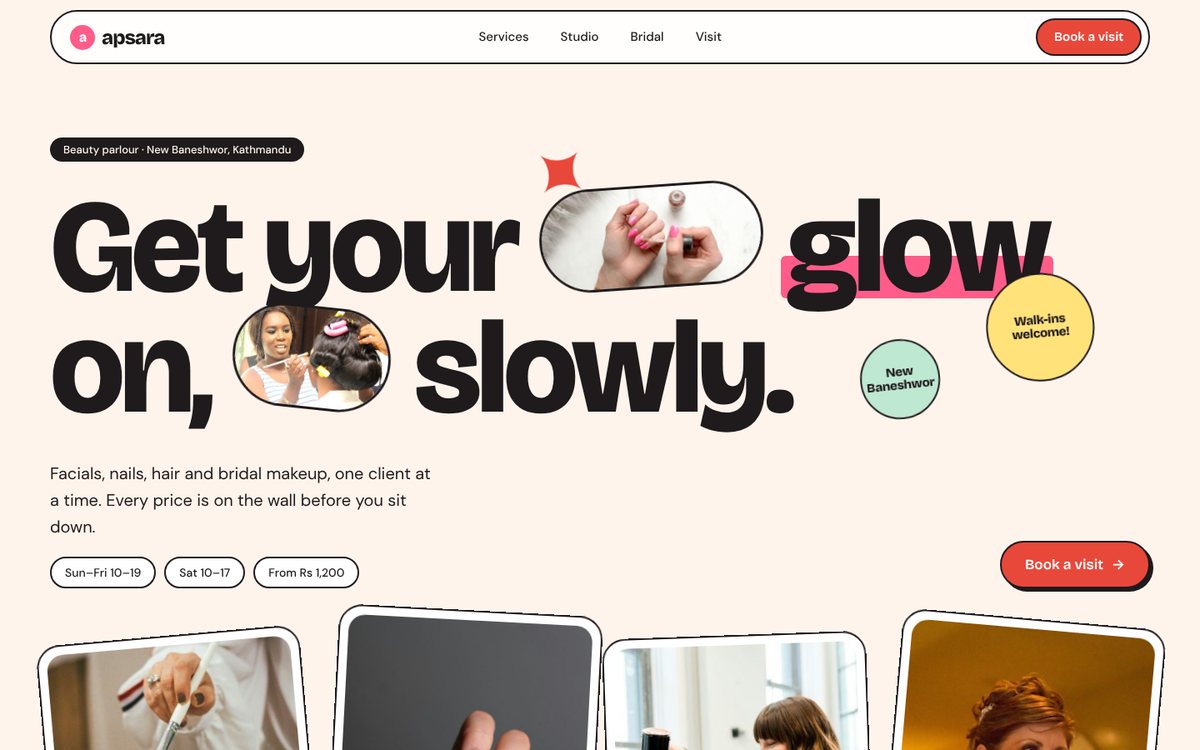 a apsara
Services Studio Bridal Visit
Book a visit
Beauty parlour · New Baneshwor, Kathmandu
Get your glow
on, slowly.
Walk-ins
welcome!
New
Baneshwor
Facials, nails, hair and bridal makeup, one client at
a time. Every price is on the wall before you sit
down.
Sun–Fri 10–19 Sat 10–17 From Rs 1,200
Book a visit →